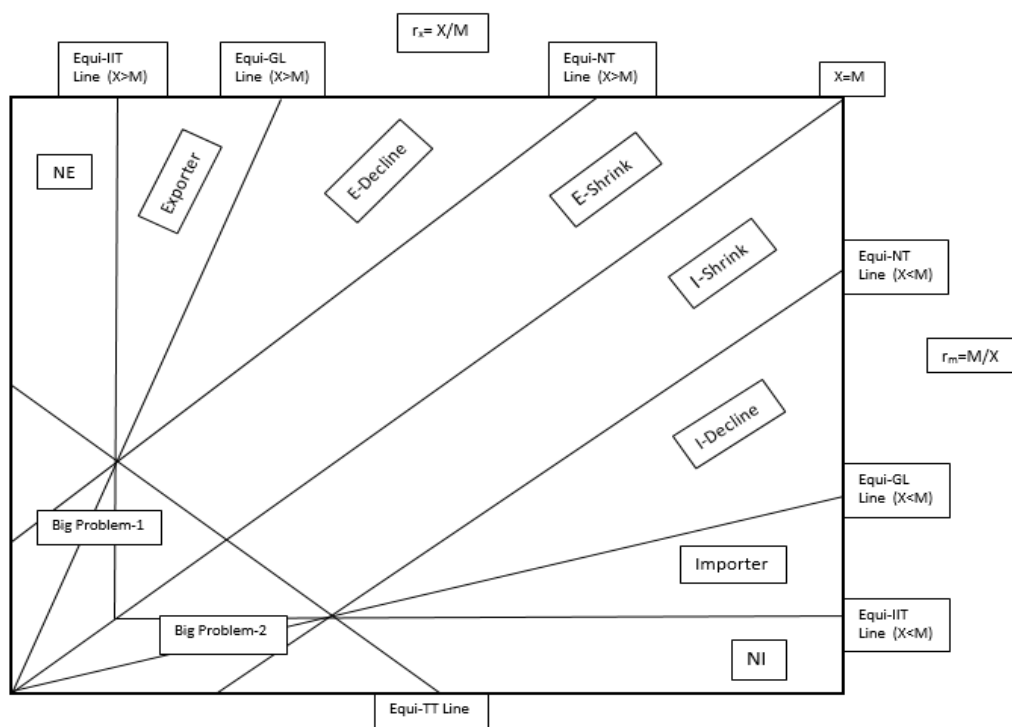 rₓ= X/M
Equi-IIT
Line (X>M)
Equi-GL
Line (X>M)
Equi-NT
Line (X>M)
X=M
NE
Exporter
E-Decline
E-Shrink
I-Shrink
Equi-NT
Line (X<M)
rₘ=M/X
I-Decline
Equi-GL
Line (X<M)
Big Problem-1
Importer
Equi-IIT
Line (X<M)
Big Problem-2
NI
Equi-TT Line